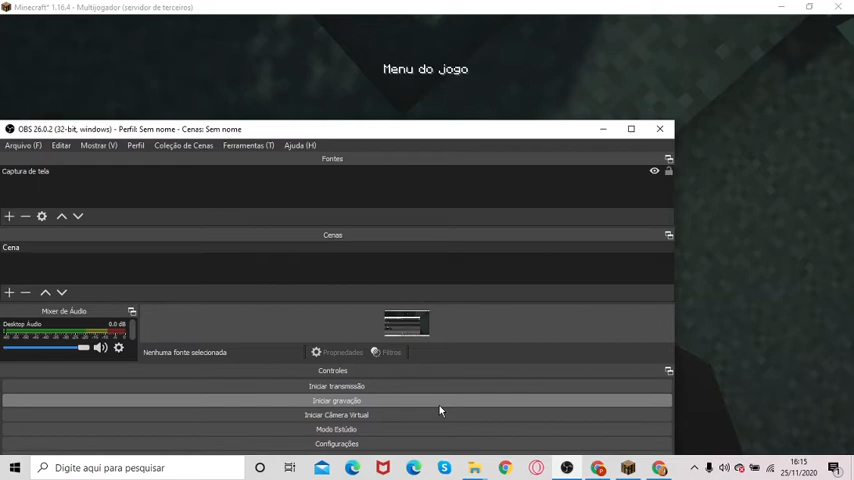 Minecraft* 1.16.4 - Multijogador (servidor de terceiros)
Menu do jogo
OBS 26.0.2 (32-bit, windows) - Perfil: Sem nome - Cenas: Sem nome
Arquivo (F) Editar Mostrar (V) Perfil Coleção de Cenas Ferramentas (T) Ajuda (H)
Fontes
Captura de tela
Cenas
Cena
Mixer de Áudio
Desktop Áudio 0.0 dB
Nenhuma fonte selecionada Propriedades Filtros
Controles
Iniciar transmissão
Iniciar gravação
Iniciar Câmera Virtual
Modo Estúdio
Configurações
Digite aqui para pesquisar
16:15
25/11/2020
1